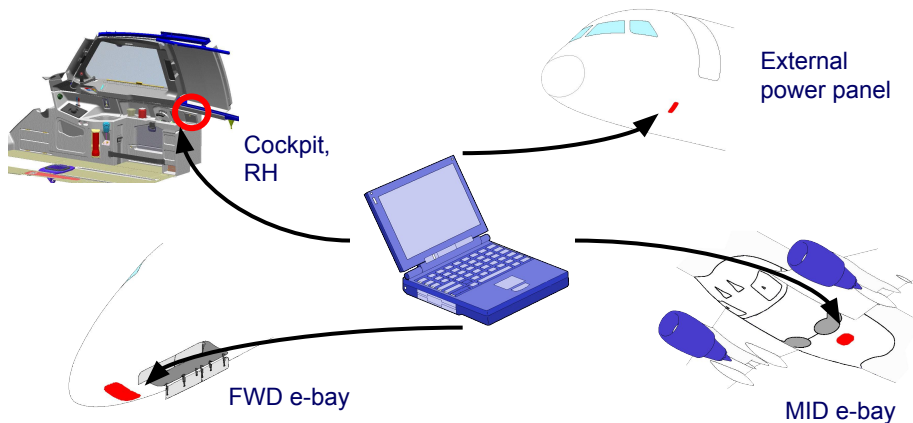 External
power panel
Cockpit,
RH
FWD e-bay
MID e-bay